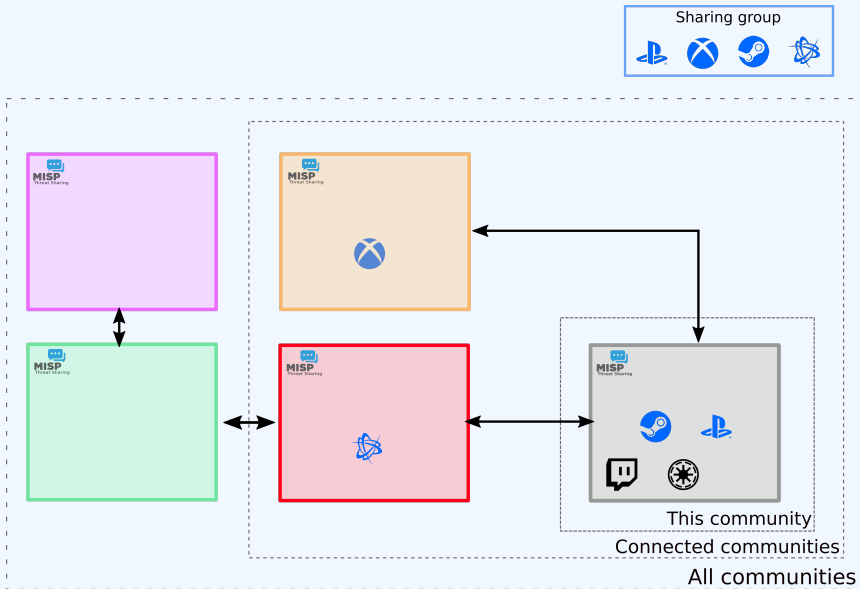 Sharing group
MISP
Threat Sharing
MISP
Threat Sharing
MISP
Threat Sharing
MISP
Threat Sharing
MISP
Threat Sharing
This community
Connected communities
All communities